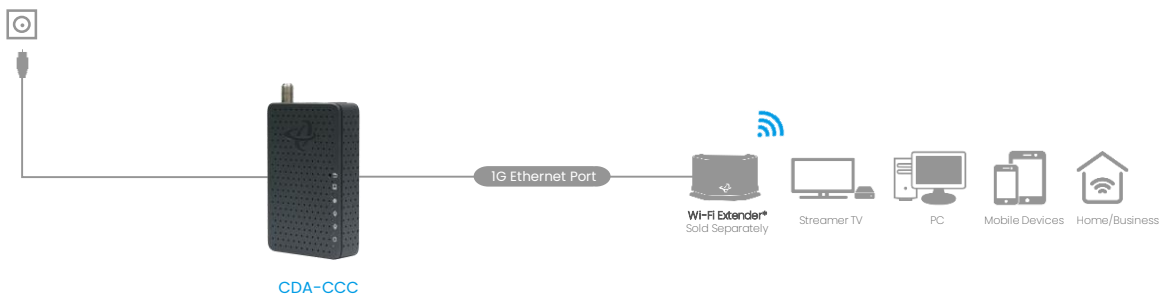 1G Ethernet Port
Wi-Fi Extender*
Sold Separately
Streamer TV
PC
Mobile Devices
Home/Business
CDA-CCC